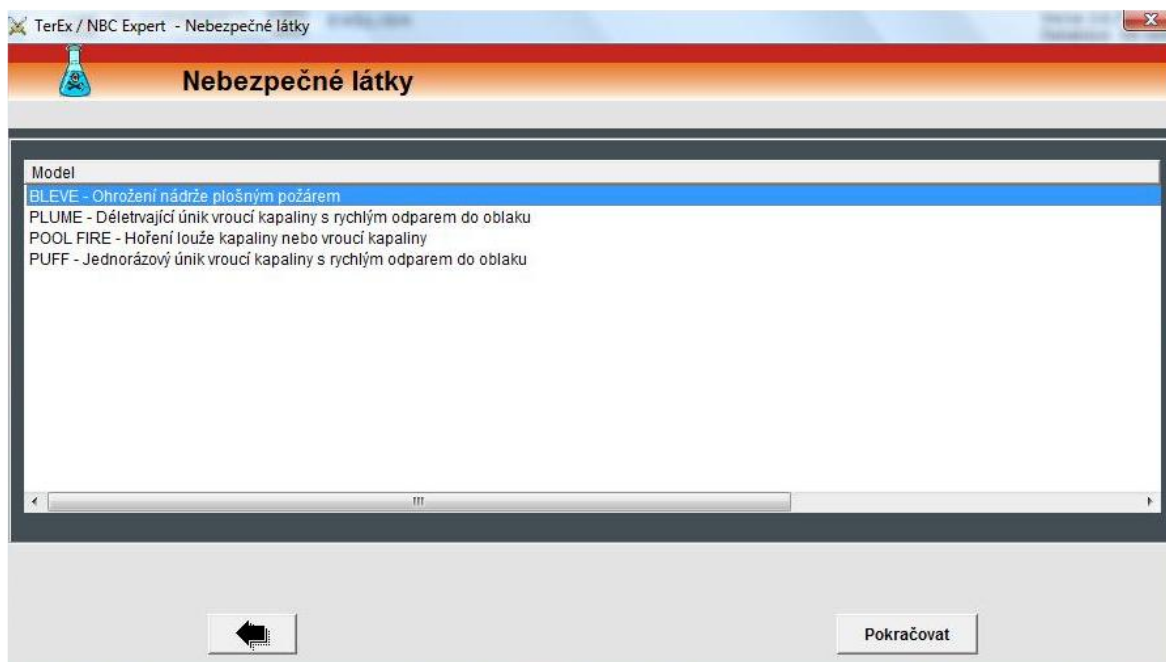 TerEx / NBC Expert - Nebezpečné látky
Nebezpečné látky
Model
BLEVE - Ohrožení nádrže plošným požárem
PLUME - Déletrvající únik vroucí kapaliny s rychlým odparem do oblaku
POOL FIRE - Hoření louže kapaliny nebo vroucí kapaliny
PUFF - Jednorázový únik vroucí kapaliny s rychlým odparem do oblaku
Pokračovat